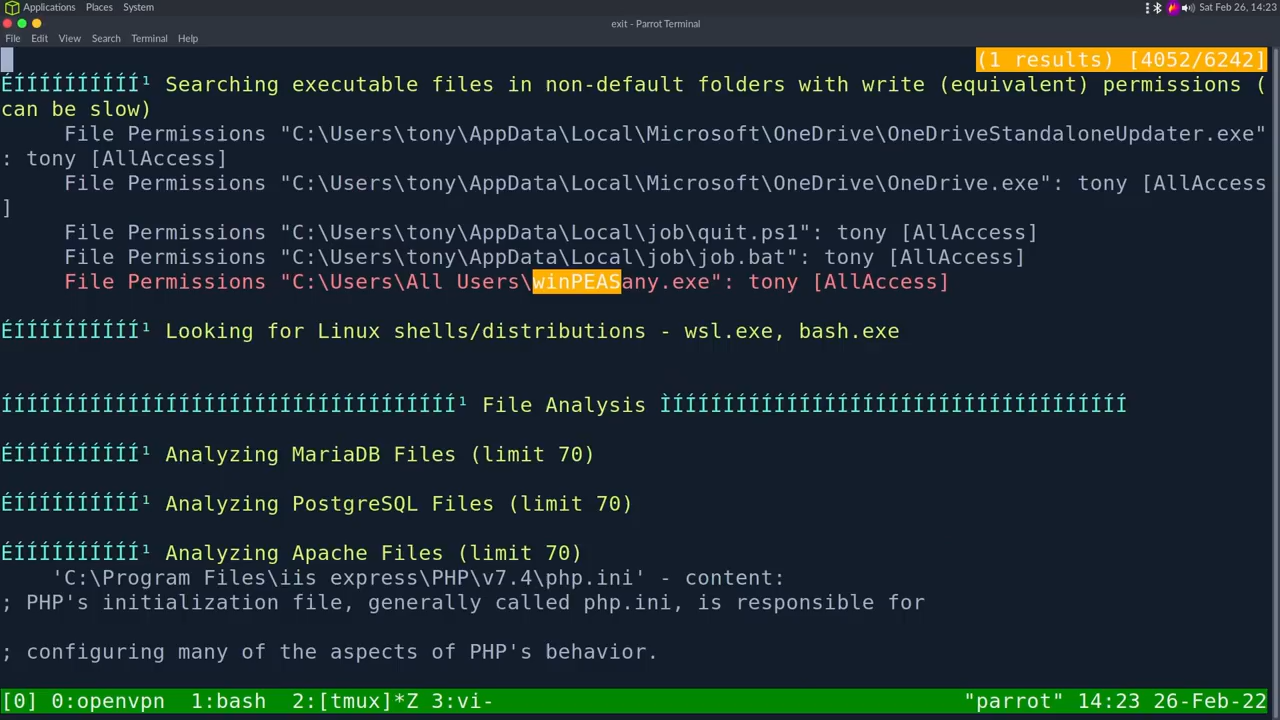 Applications Places System Sat Feb 26, 14:23
exit - Parrot Terminal
File Edit View Search Terminal Help
(1 results) [4052/6242]
ÉÍÍÍÍÍÍÍÍÍÍ¹ Searching executable files in non-default folders with write (equivalent) permissions (
can be slow)
File Permissions "C:\Users\tony\AppData\Local\Microsoft\OneDrive\OneDriveStandaloneUpdater.exe"
: tony [AllAccess]
File Permissions "C:\Users\tony\AppData\Local\Microsoft\OneDrive\OneDrive.exe": tony [AllAccess
]
File Permissions "C:\Users\tony\AppData\Local\job\quit.ps1": tony [AllAccess]
File Permissions "C:\Users\tony\AppData\Local\job\job.bat": tony [AllAccess]
File Permissions "C:\Users\All Users\winPEASany.exe": tony [AllAccess]
ÉÍÍÍÍÍÍÍÍÍÍ¹ Looking for Linux shells/distributions - wsl.exe, bash.exe
ÍÍÍÍÍÍÍÍÍÍÍÍÍÍÍÍÍÍÍÍÍÍÍÍÍÍÍÍÍÍÍÍÍÍÍÍ¹ File Analysis ÌÍÍÍÍÍÍÍÍÍÍÍÍÍÍÍÍÍÍÍÍÍÍÍÍÍÍÍÍÍÍÍÍÍÍÍÍ
ÉÍÍÍÍÍÍÍÍÍÍ¹ Analyzing MariaDB Files (limit 70)
ÉÍÍÍÍÍÍÍÍÍÍ¹ Analyzing PostgreSQL Files (limit 70)
ÉÍÍÍÍÍÍÍÍÍÍ¹ Analyzing Apache Files (limit 70)
'C:\Program Files\iis express\PHP\v7.4\php.ini' - content:
; PHP's initialization file, generally called php.ini, is responsible for
; configuring many of the aspects of PHP's behavior.
[0] 0:openvpn 1:bash 2:[tmux]*Z 3:vi- "parrot" 14:23 26-Feb-22